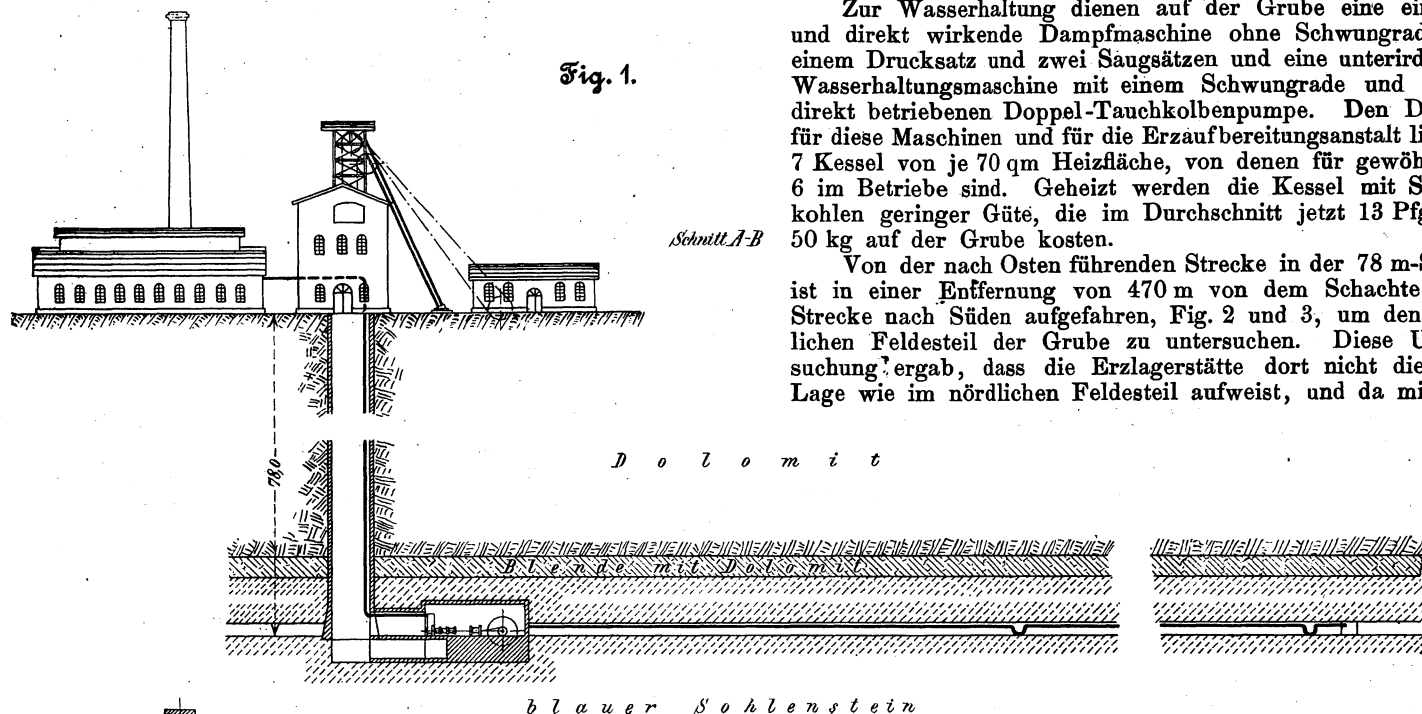 Fig. 1.
Schnitt A-B
78,0
Dolomit
Blende mit Dolomit
blauer Sohlenstein
Zur Wasserhaltung dienen auf der Grube eine
und direkt wirkende Dampfmaschine ohne Schwungrad
einem Drucksatz und zwei Saugsätzen und eine
Wasserhaltungsmaschine mit einem Schwungrade und
direkt betriebenen Doppel-Tauchkolbenpumpe. Den
für diese Maschinen und für die Erzaufbereitungsanstalt
7 Kessel von je 70 qm Heizfläche, von denen für
6 im Betriebe sind. Geheizt werden die Kessel mit
kohlen geringer Güte, die im Durchschnitt jetzt 13 Pfg
50 kg auf der Grube kosten.
Von der nach Osten führenden Strecke in der 78 m-
ist in einer Entfernung von 470 m von dem Schachte
Strecke nach Süden aufgefahren, Fig. 2 und 3, um den
lichen Feldesteil der Grube zu untersuchen. Diese
suchung ergab, dass die Erzlagerstätte dort nicht
Lage wie im nördlichen Feldesteil aufweist, und da